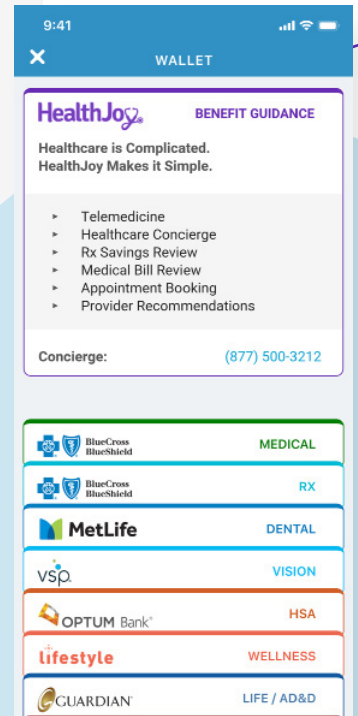 9:41
WALLET
HealthJoy. BENEFIT GUIDANCE
Healthcare is Complicated.
HealthJoy Makes it Simple.
Telemedicine
Healthcare Concierge
Rx Savings Review
Medical Bill Review
Appointment Booking
Provider Recommendations
Concierge: (877) 500-3212
BlueCross
BlueShield
MEDICAL
BlueCross
BlueShield
RX
MetLife DENTAL
vsp. VISION
OPTUM Bank® HSA
lifestyle WELLNESS
GUARDIAN LIFE / AD&D